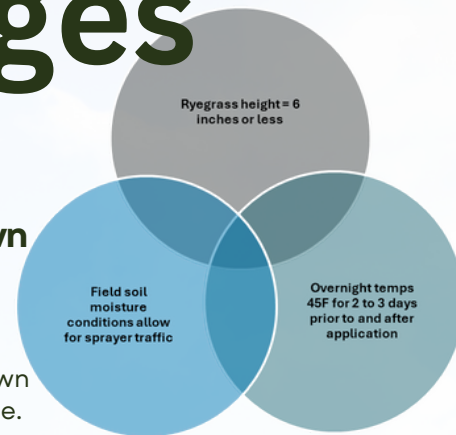 ges
Ryegrass height = 6
inches or less
wn
Field soil
moisture
conditions allow
for sprayer traffic
Overnight temps
45F for 2 to 3 days
prior to and after
application
wn
e.